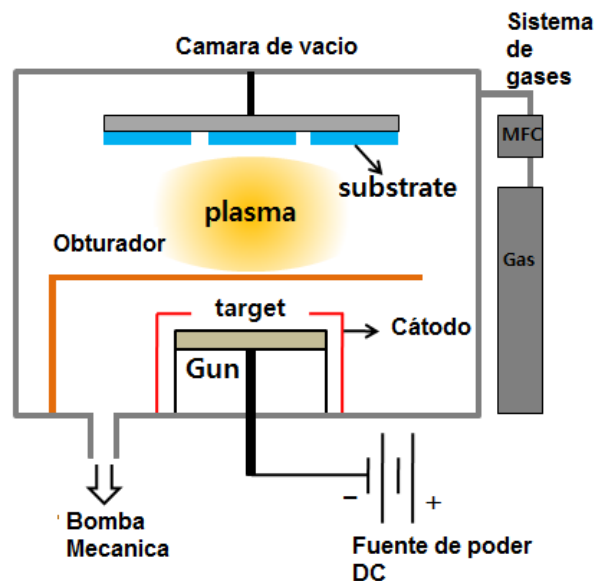 Sistema
de
gases
Camara de vacio
MFC
substrate
plasma
Obturador
Gas
target
Cátodo
Gun
− +
Bomba
Mecanica
Fuente de poder
DC